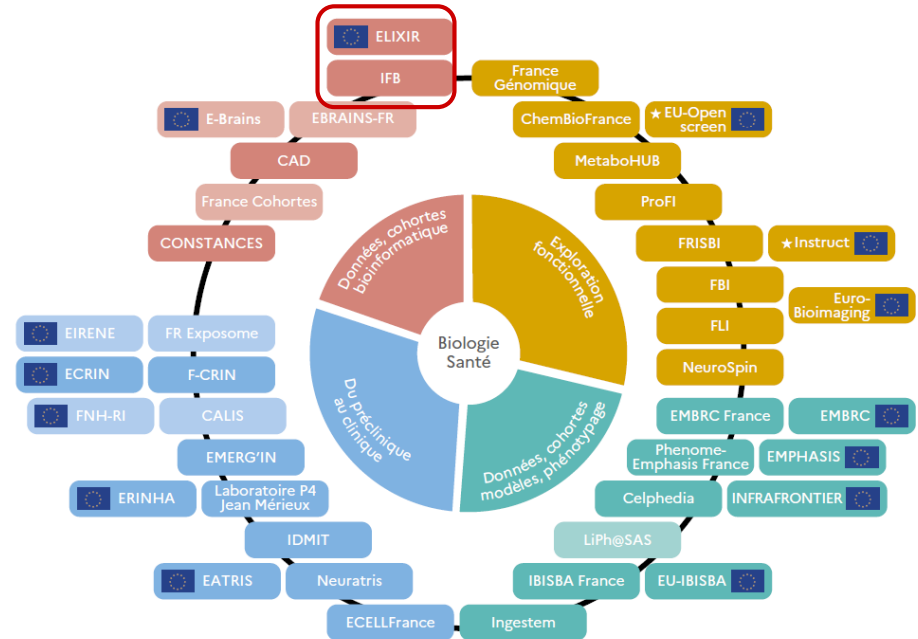 ELIXIR
IFB
France
Génomique
E-Brains
EBRAINS-FR
ChemBioFrance
★ EU-Open
screen
CAD
MetaboHUB
France Cohortes
ProFI
CONSTANCES
FRISBI
★ Instruct
FBI
Euro-
Bioimaging
EIRENE
FR Exposome
FLI
ECRIN
F-CRIN
NeuroSpin
FNH-RI
CALIS
EMBRC France
EMBRC
EMERG'IN
Phenome-
Emphasis France
EMPHASIS
ERINHA
Laboratoire P4
Jean Mérieux
Celphedia
INFRAFRONTIER
IDMIT
LiPh@SAS
EATRIS
Neuratris
IBISBA France
EU-IBISBA
ECELLFrance
Ingestem
Données, cohortes
bioinformatique
Exploration
fonctionnelle
Biologie
Santé
Du préclinique
au clinique
Données, cohortes
modèles, phénotypage